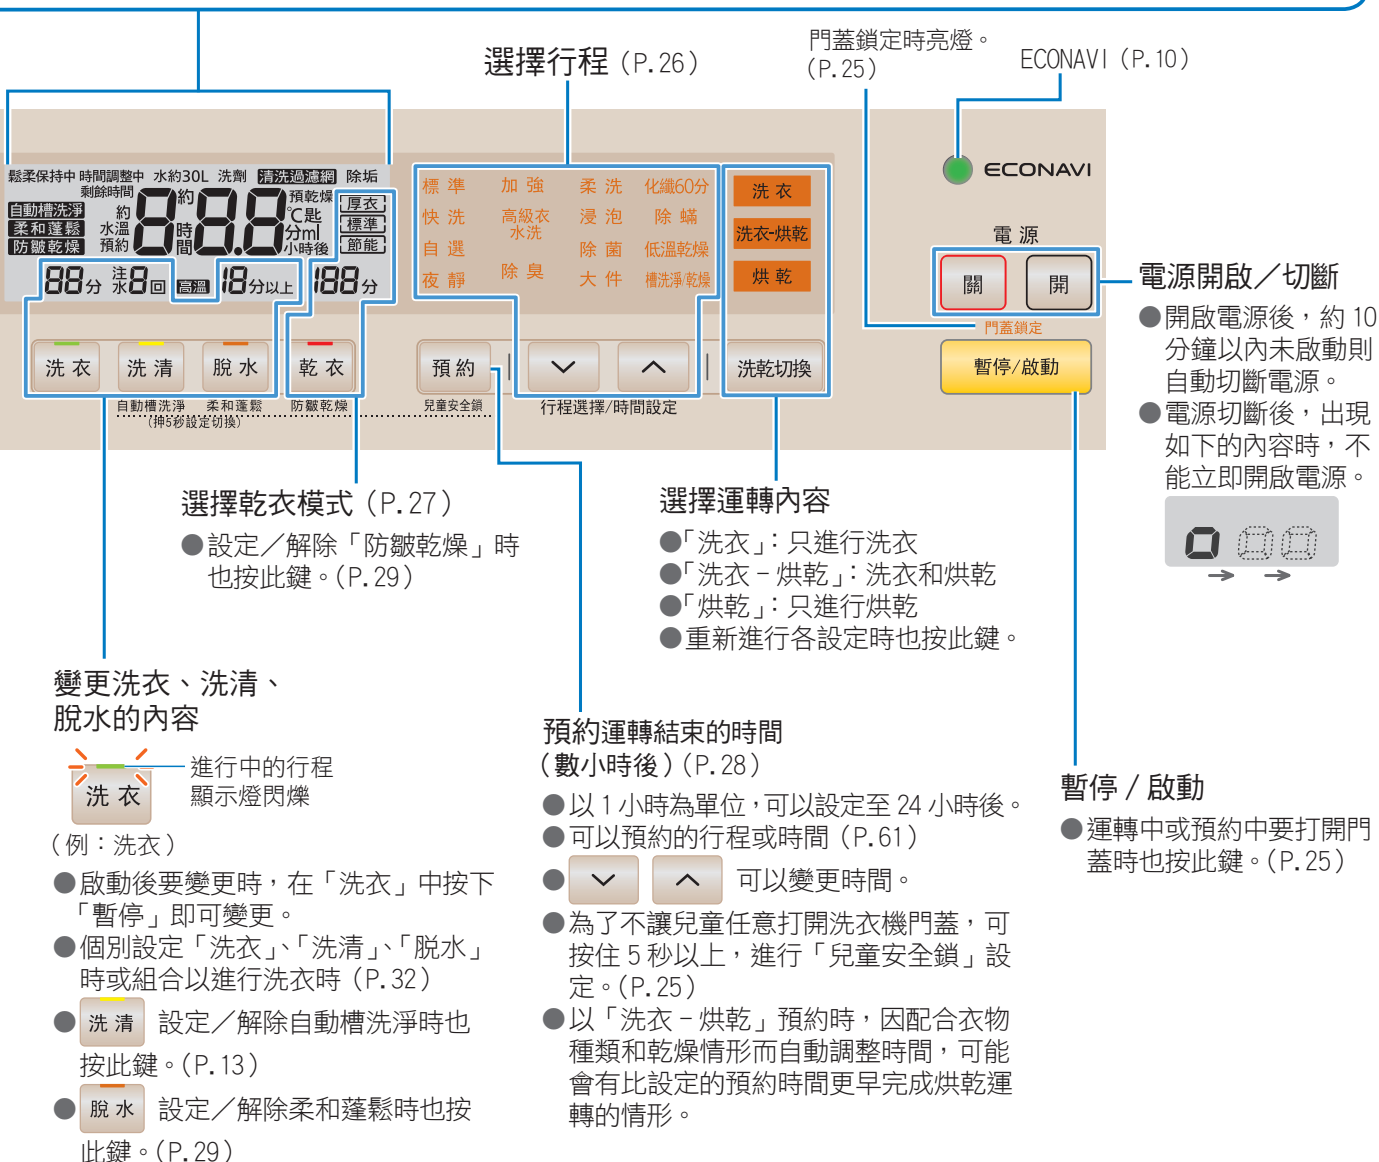 選擇行程（P.26）
門蓋鎖定時亮燈。
（P.25）
ECONAVI（P.10）
鬆柔保持中 時間調整中 水約30L 洗劑 清洗過濾網 除垢
剩餘時間 約 預乾燥 厚衣
自動槽洗淨 約 ℃匙
柔和蓬鬆 水溫 時 分ml 標準
防皺乾燥 預約 88.8 間 小時後 節能
88分 注水8回 高溫 18分以上 188分
標準 加強 柔洗 化纖60分
快洗 高級衣水洗 浸泡 除蟎
自選 除菌 低溫乾燥
夜靜 除臭 大件 槽洗淨/乾燥
洗衣
洗衣-烘乾
烘乾
ECONAVI
電源
關 開
門蓋鎖定
洗衣 洗清 脫水 乾衣 預約 洗乾切換 暫停/啟動
自動槽洗淨 柔和蓬鬆 防皺乾燥 兒童安全鎖 行程選擇/時間設定
(押5秒設定切換)
電源開啟／切斷
●開啟電源後，約 10
分鐘以內未啟動則
自動切斷電源。
●電源切斷後，出現
如下的內容時，不
能立即開啟電源。
選擇乾衣模式（P.27）
●設定／解除「防皺乾燥」時
也按此鍵。（P.29）
選擇運轉內容
●「洗衣」：只進行洗衣
●「洗衣－烘乾」：洗衣和烘乾
●「烘乾」：只進行烘乾
●重新進行各設定時也按此鍵。
變更洗衣、洗清、
脫水的內容
洗衣
進行中的行程
顯示燈閃爍
（例：洗衣）
●啟動後要變更時，在「洗衣」中按下
「暫停」即可變更。
●個別設定「洗衣」、「洗清」、「脫水」
時或組合以進行洗衣時（P.32）
● 洗清 設定／解除自動槽洗淨時也
按此鍵。（P.13）
● 脫水 設定／解除柔和蓬鬆時也按
此鍵。（P.29）
預約運轉結束的時間
（數小時後）（P.28）
●以 1 小時為單位，可以設定至 24 小時後。
●可以預約的行程或時間（P.61）
● 可以變更時間。
●為了不讓兒童任意打開洗衣機門蓋，可
按住 5 秒以上，進行「兒童安全鎖」設
定。（P.25）
●以「洗衣－烘乾」預約時，因配合衣物
種類和乾燥情形而自動調整時間，可能
會有比設定的預約時間更早完成烘乾運
轉的情形。
暫停／啟動
●運轉中或預約中要打開門
蓋時也按此鍵。（P.25）